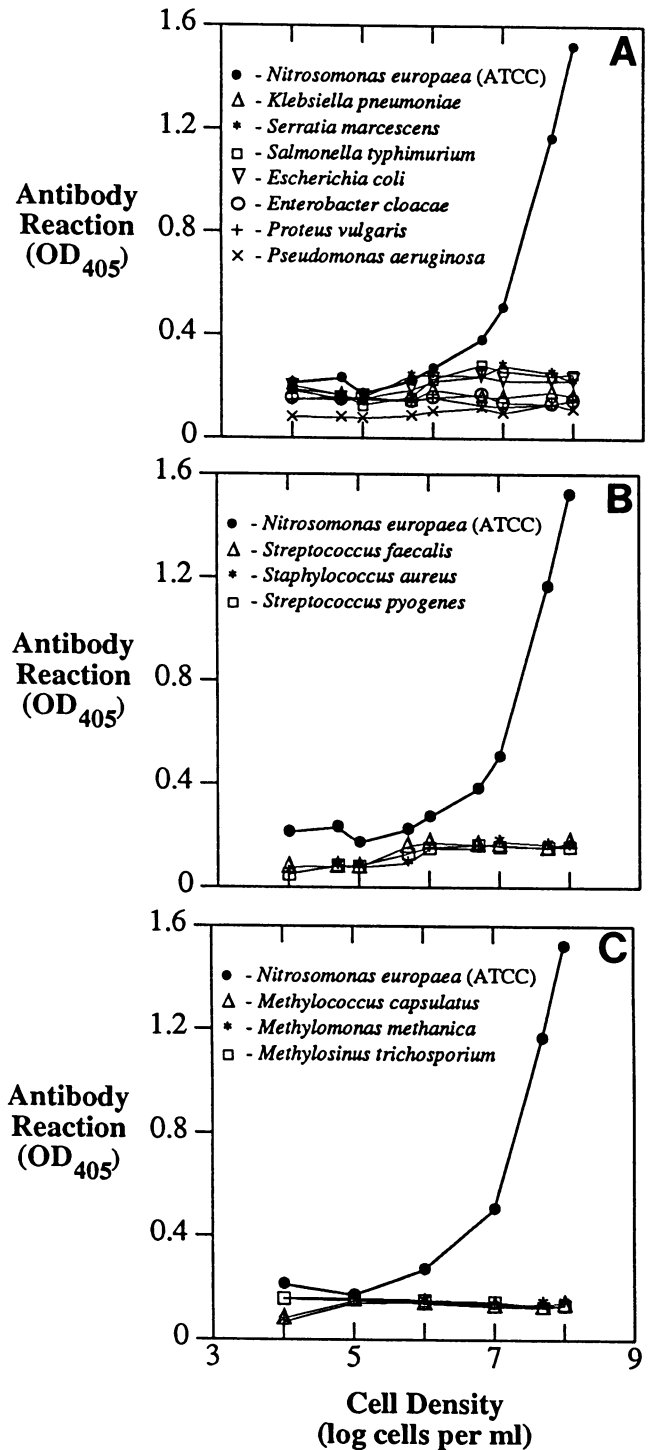 1.6
A
● - Nitrosomonas europaea (ATCC)
△ - Klebsiella pneumoniae
* - Serratia marcescens
□ - Salmonella typhimurium
▽ - Escherichia coli
○ - Enterobacter cloacae
+ - Proteus vulgaris
× - Pseudomonas aeruginosa
1.2
Antibody
Reaction
(OD405)
0.8
0.4
0
1.6
B
● - Nitrosomonas europaea (ATCC)
△ - Streptococcus faecalis
* - Staphylococcus aureus
□ - Streptococcus pyogenes
1.2
Antibody
Reaction
(OD405)
0.8
0.4
0
1.6
C
● - Nitrosomonas europaea (ATCC)
△ - Methylococcus capsulatus
* - Methylomonas methanica
□ - Methylosinus trichosporium
1.2
Antibody
Reaction
(OD405)
0.8
0.4
0
3 5 7 9
Cell Density
(log cells per ml)